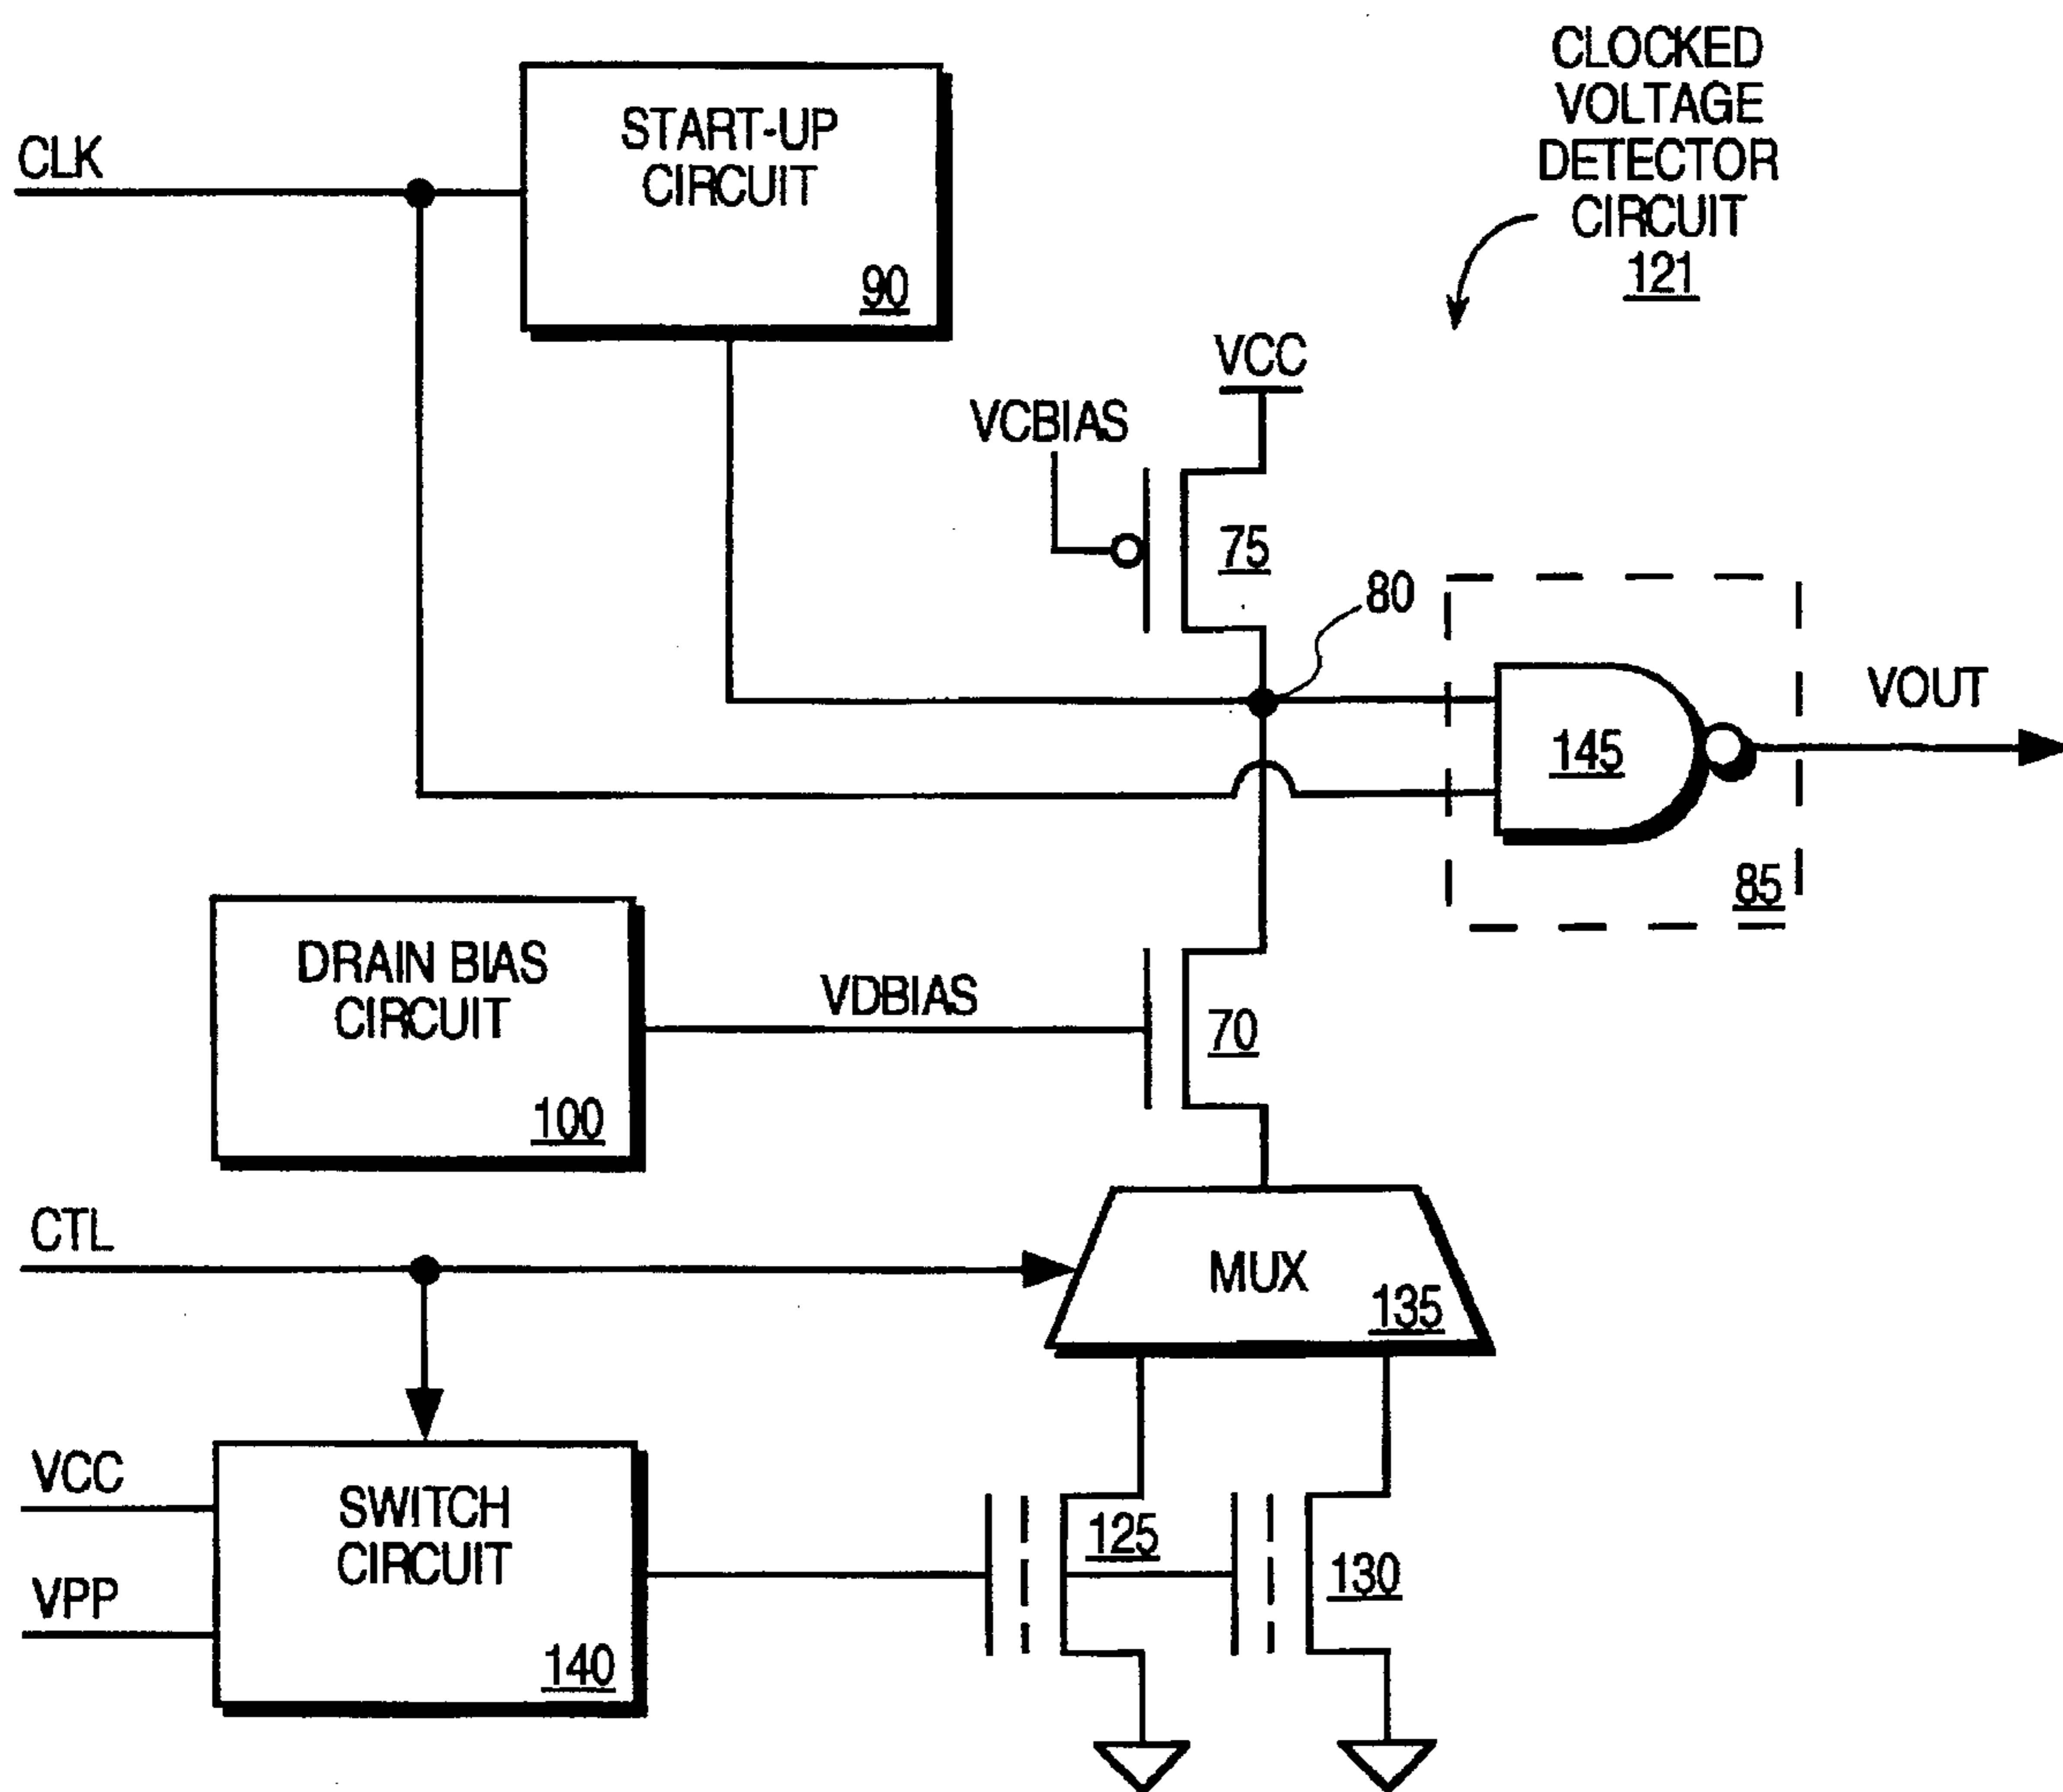 CLOCKED
VOLTAGE
DETECTOR
CIRCUIT
121
CLK
START-UP
CIRCUIT
90
VCC
VCBIAS
75
80
145
VOUT
85
DRAIN BIAS
CIRCUIT
100
VDBIAS
70
CTL
MUX
135
VCC
VPP
SWITCH
CIRCUIT
140
125
130